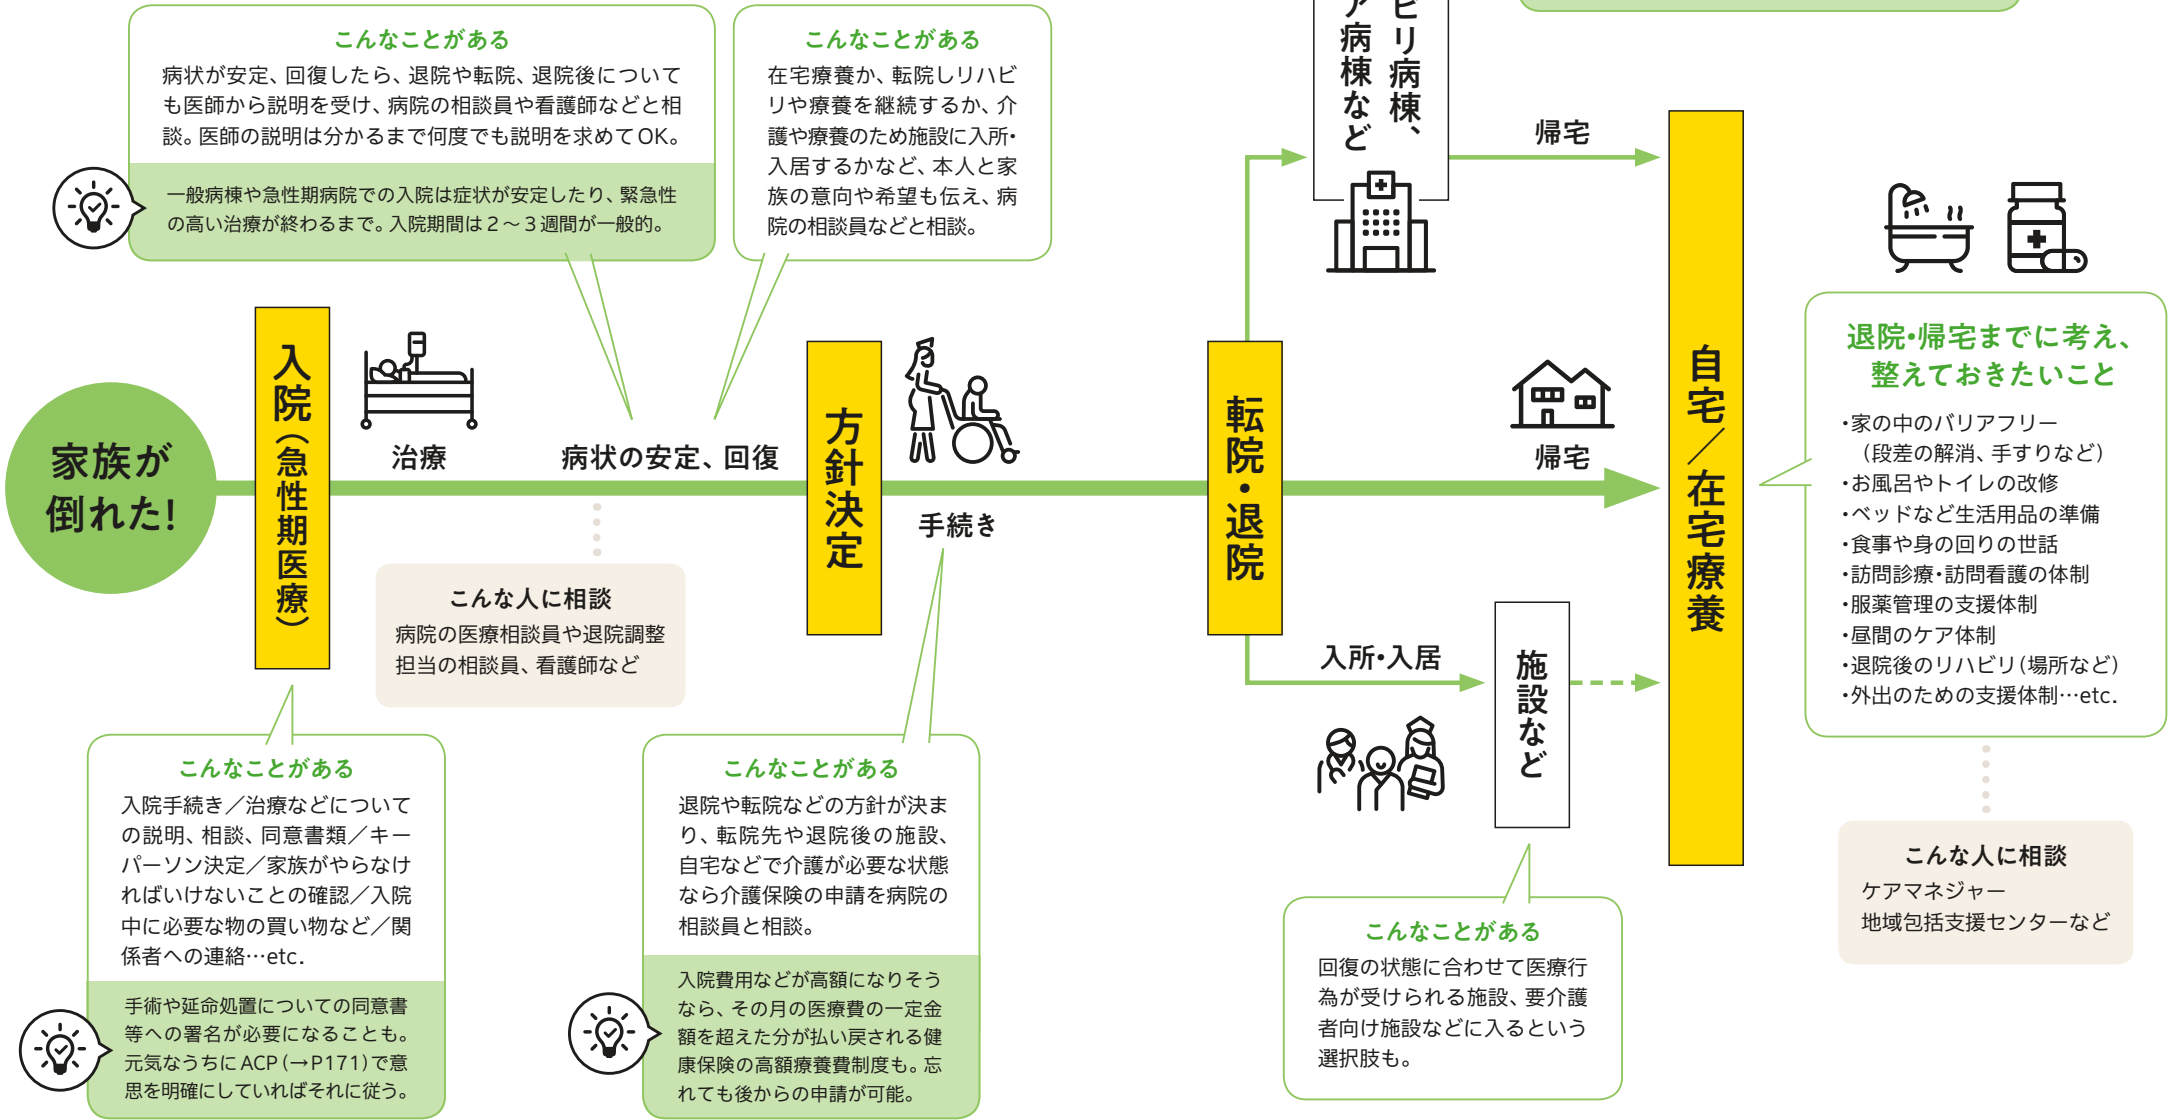 こんなことがある
病状が安定、回復したら、退院や転院、退院後について
も医師から説明を受け、病院の相談員や看護師などと相
談。医師の説明は分かるまで何度でも説明を求めてOK。
一般病棟や急性期病院での入院は症状が安定したり、緊急性
の高い治療が終わるまで。入院期間は2～3週間が一般的。
こんなことがある
在宅療養か、転院しリハビ
リや療養を継続するか、介
護や療養のため施設に入所・
入居するかなど、本人と家
族の意向や希望も伝え、病
院の相談員などと相談。
ビリ病棟、
ア病棟など
帰宅
家族が
倒れた!
入院(急性期医療)
治療
病状の安定、回復
方針決定
手続き
転院・退院
帰宅
自宅／在宅療養
入所・入居
施設など
こんな人に相談
病院の医療相談員や退院調整
担当の相談員、看護師など
こんなことがある
入院手続き／治療などについて
の説明、相談、同意書類／キー
パーソン決定／家族がやらなけ
ればいけないことの確認／入院
中に必要な物の買い物など／関
係者への連絡…etc.
手術や延命処置についての同意書
等への署名が必要になることも。
元気なうちにACP(→P171)で意
思を明確にしていればそれに従う。
こんなことがある
退院や転院などの方針が決ま
り、転院先や退院後の施設、
自宅などで介護が必要な状態
なら介護保険の申請を病院の
相談員と相談。
入院費用などが高額になりそう
なら、その月の医療費の一定金
額を超えた分が払い戻される健
康保険の高額療養費制度も。忘
れても後からの申請が可能。
こんなことがある
回復の状態に合わせて医療行
為が受けられる施設、要介護
者向け施設などに入るという
選択肢も。
退院・帰宅までに考え、
整えておきたいこと
・家の中のバリアフリー
(段差の解消、手すりなど)
・お風呂やトイレの改修
・ベッドなど生活用品の準備
・食事や身の回りの世話
・訪問診療・訪問看護の体制
・服薬管理の支援体制
・昼間のケア体制
・退院後のリハビリ(場所など)
・外出のための支援体制…etc.
こんな人に相談
ケアマネジャー
地域包括支援センターなど